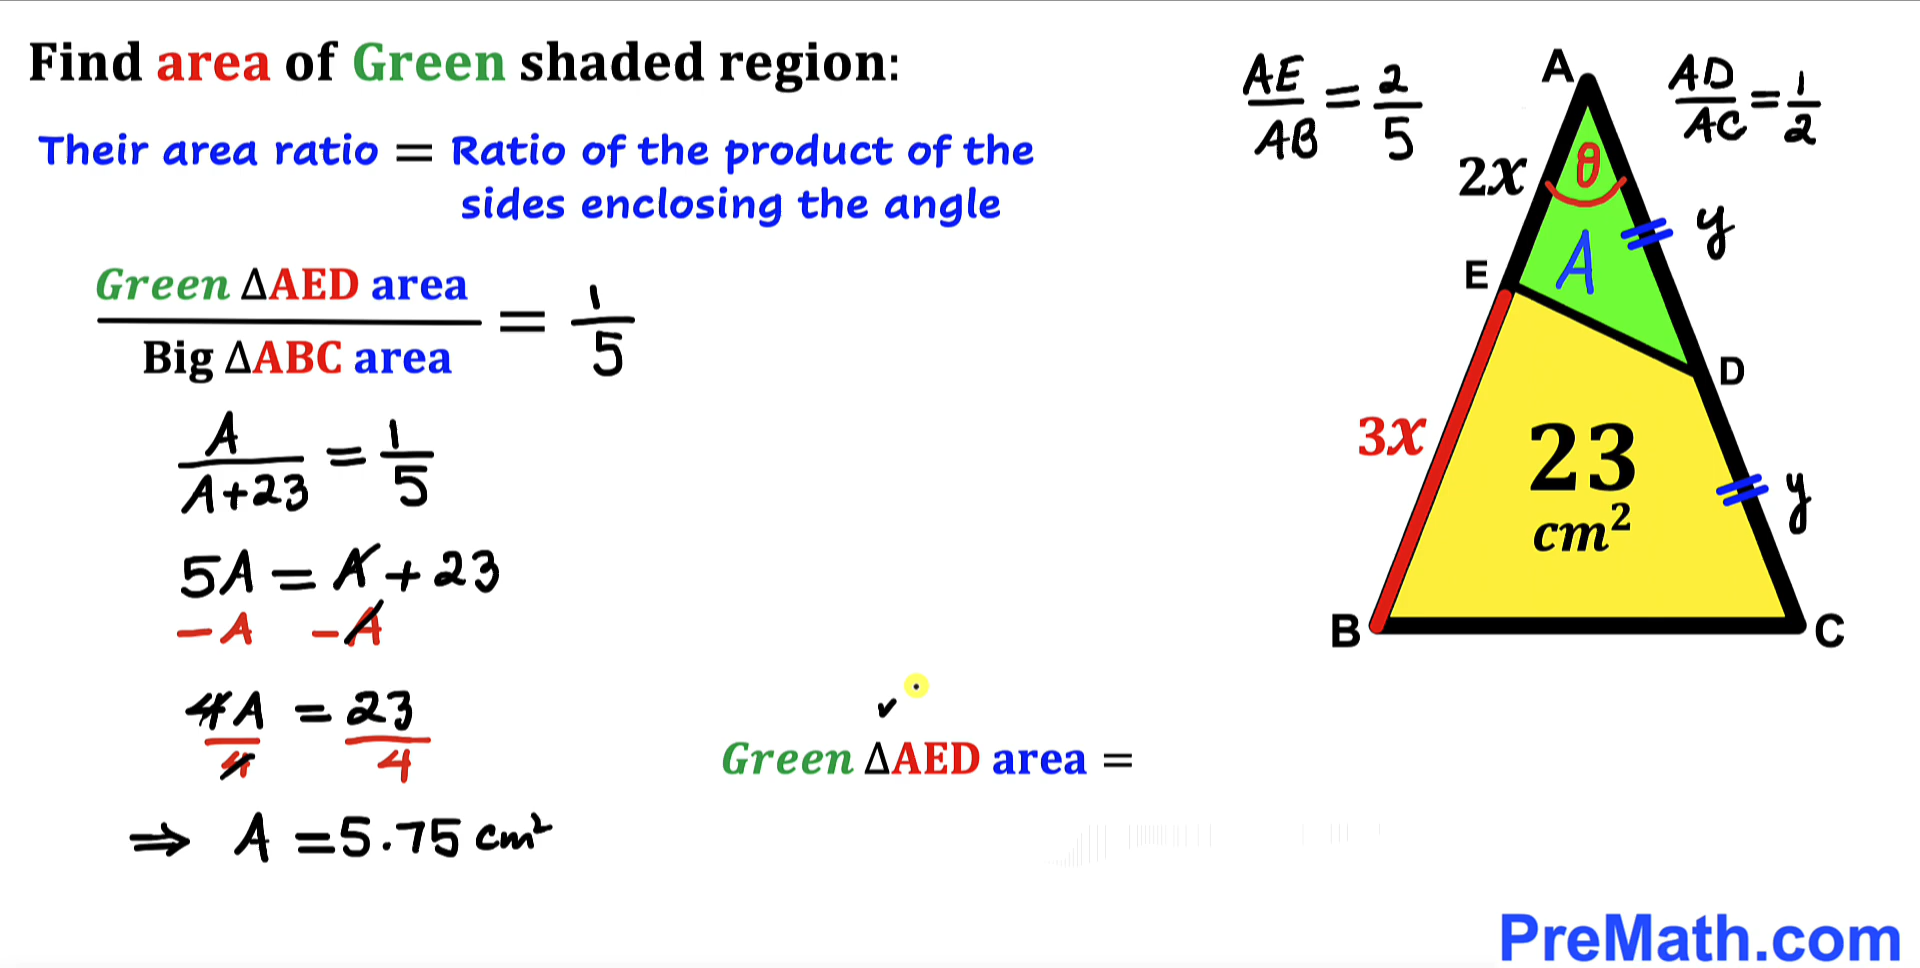 Find area of Green shaded region:
Their area ratio = Ratio of the product of the
sides enclosing the angle
Green ΔAED area
Big ΔABC area
= 1/5
A/(A+23) = 1/5
5A = A + 23
-A -A
4A/4 = 23/4
⇒ A = 5.75 cm²
✓
Green ΔAED area =
AE/AB = 2/5
AD/AC = 1/2
A
θ
2x
y
A
E
D
3x
23
cm²
y
B
C
PreMath.com